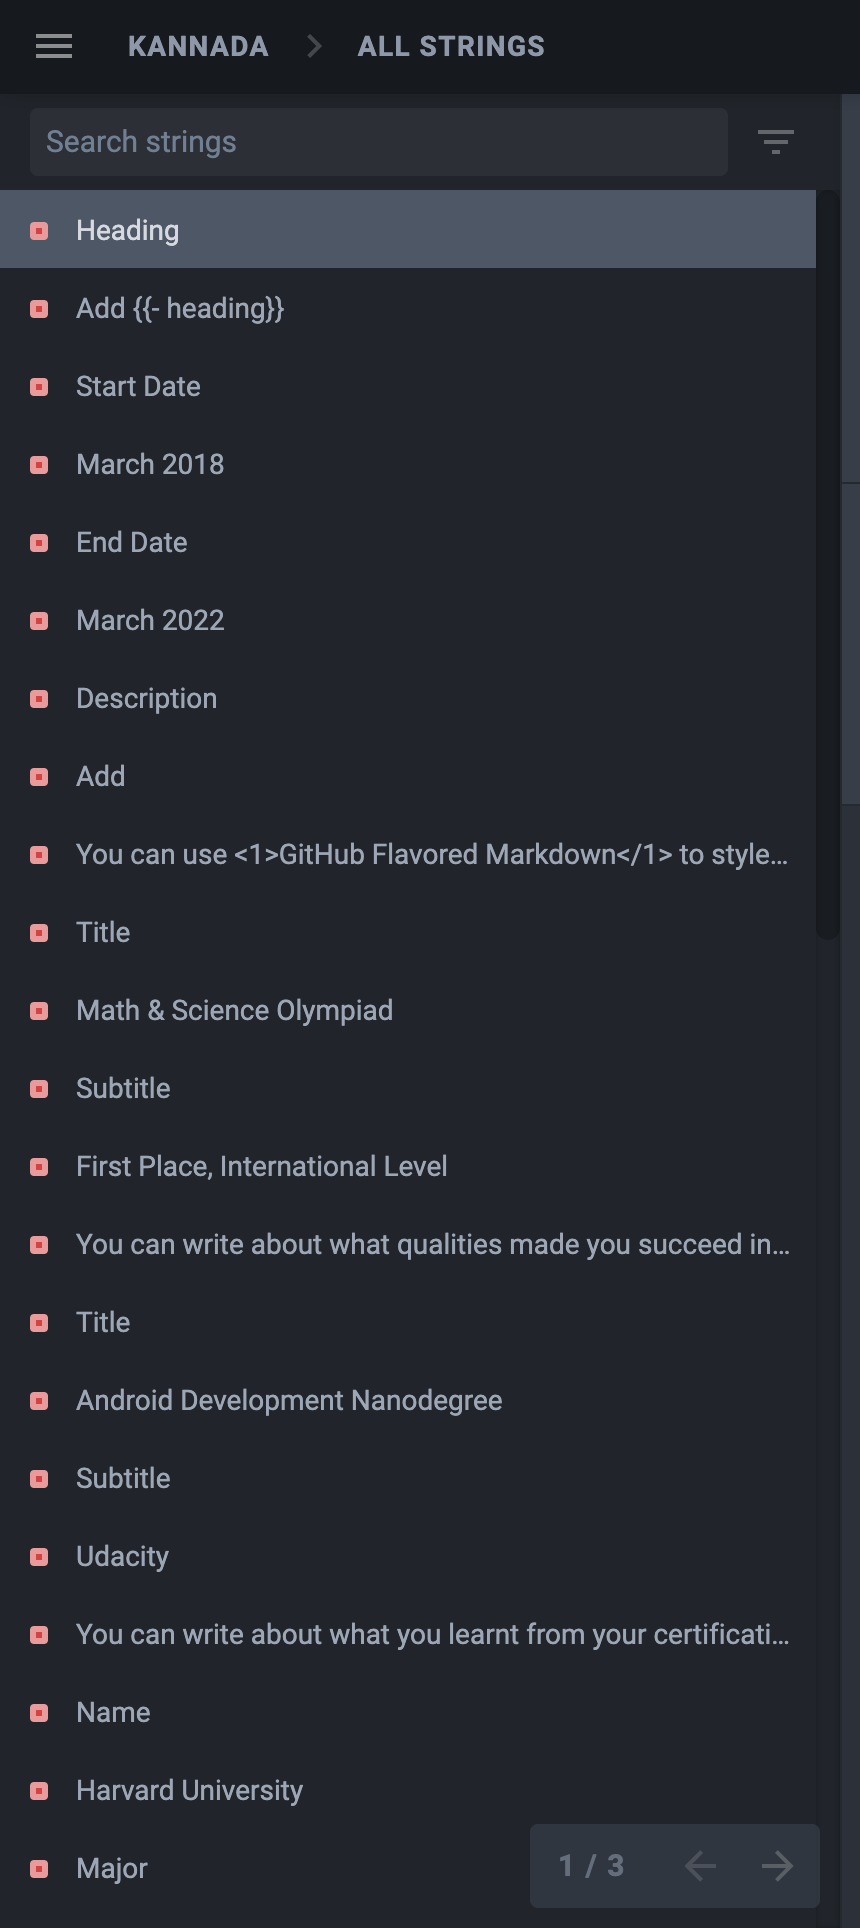 KANNADA > ALL STRINGS
Search strings
Heading
Add {{- heading}}
Start Date
March 2018
End Date
March 2022
Description
Add
You can use <1>GitHub Flavored Markdown</1> to style...
Title
Math & Science Olympiad
Subtitle
First Place, International Level
You can write about what qualities made you succeed in...
Title
Android Development Nanodegree
Subtitle
Udacity
You can write about what you learnt from your certificati...
Name
Harvard University
Major
1 / 3